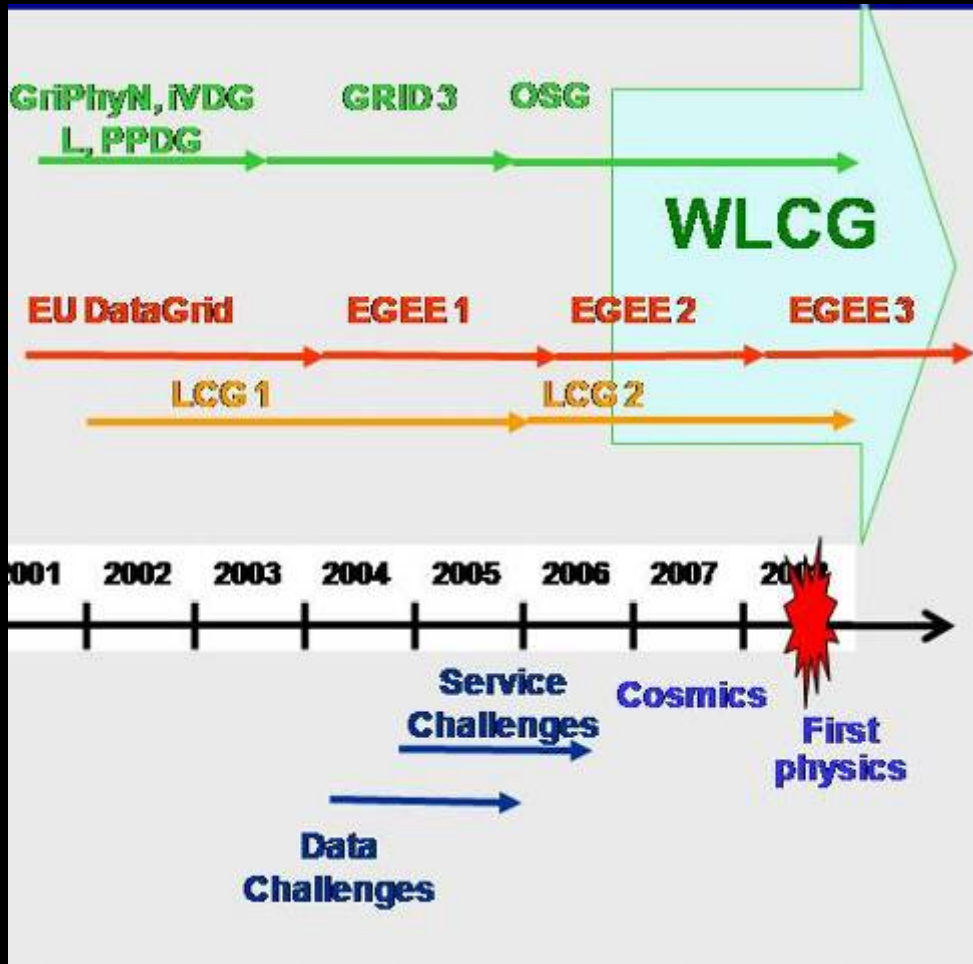 GriPhyN, iVDG
L, PPDG
GRID 3
OSG
WLCG
EU DataGrid
EGEE 1
EGEE 2
EGEE 3
LCG 1
LCG 2
2002 2003 2004 2005 2006 2007
Service
Challenges
Cosmics
First
physics
Data
Challenges